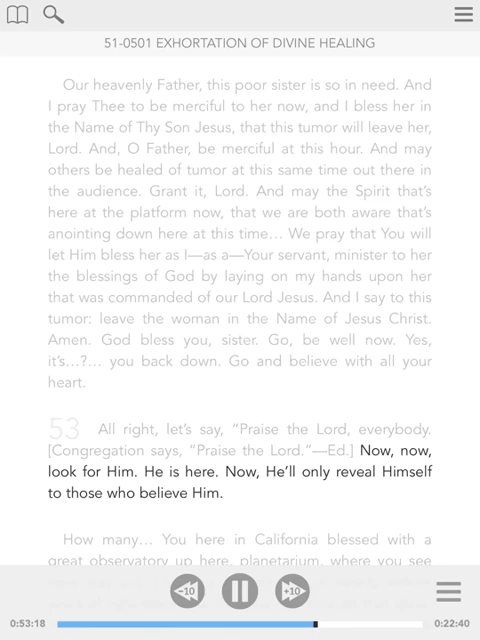 51-0501 EXHORTATION OF DIVINE HEALING
Our heavenly Father, this poor sister is so in need. And
I pray Thee to be merciful to her now, and I bless her in
the Name of Thy Son Jesus, that this tumor will leave her,
Lord. And, O Father, be merciful at this hour. And may
others be healed of tumor at this same time out there in
the audience. Grant it, Lord. And may the Spirit that's
here at the platform now, that we are both aware that's
anointing down here at this time… We pray that You will
let Him bless her as I—as a—Your servant, minister to her
the blessings of God by laying on my hands upon her
that was commanded of our Lord Jesus. And I say to this
tumor: leave the woman in the Name of Jesus Christ.
Amen. God bless you, sister. Go, be well now. Yes,
it's…?… you back down. Go and believe with all your
heart.
53 All right, let's say, “Praise the Lord, everybody.
[Congregation says, “Praise the Lord.”—Ed.] Now, now,
look for Him. He is here. Now, He'll only reveal Himself
to those who believe Him.
How many… You here in California blessed with a
great observatory up here, planetarium, where you see
-10
+10
0:53:18
0:22:40